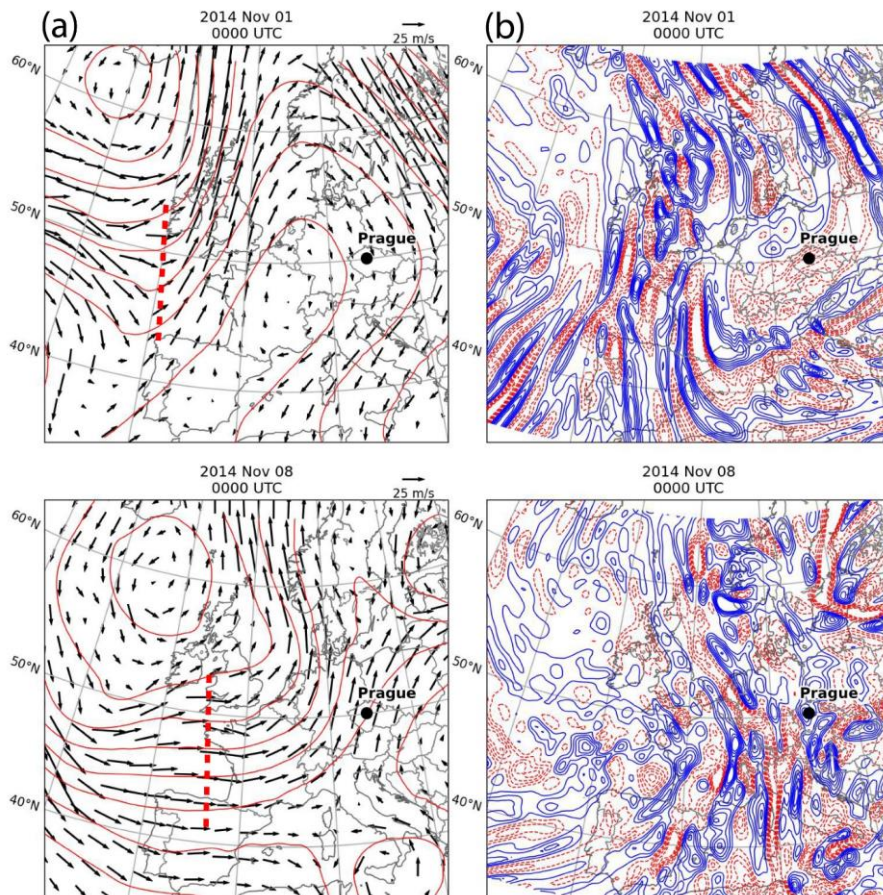 (a)
2014 Nov 01
0000 UTC
25 m/s
60°N
50°N
40°N
Prague
(b)
2014 Nov 01
0000 UTC
60°N
50°N
40°N
Prague
2014 Nov 08
0000 UTC
25 m/s
60°N
50°N
40°N
Prague
2014 Nov 08
0000 UTC
60°N
50°N
40°N
Prague